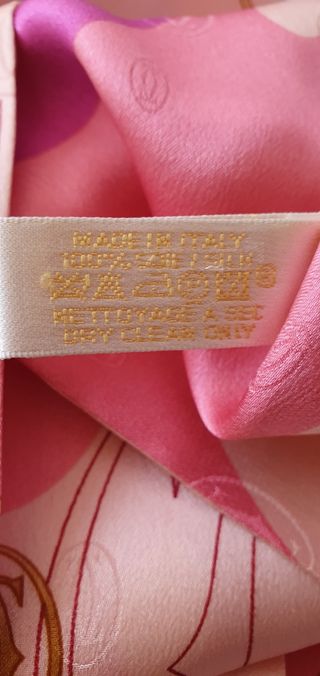 MADE IN ITALY
100% SOIE / SILK
NETTOYAGE A SEC
DRY CLEAN ONLY